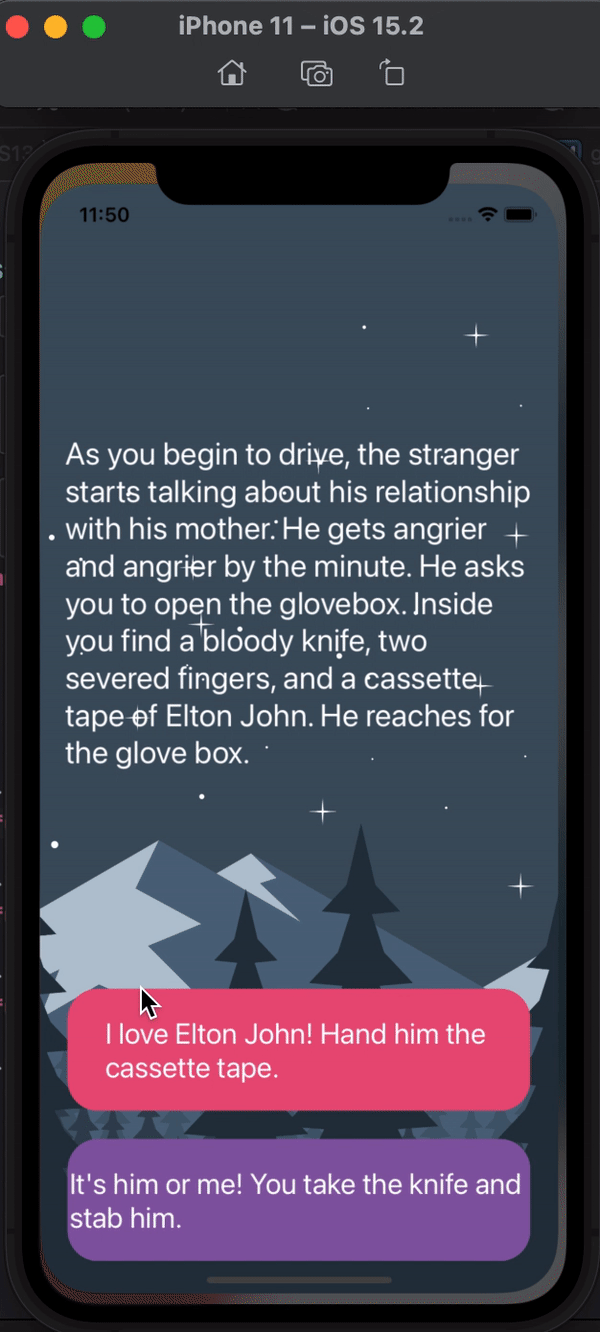 iPhone 11 – iOS 15.2
11:50
As you begin to drive, the stranger
starts talking about his relationship
with his mother. He gets angrier
and angrier by the minute. He asks
you to open the glovebox. Inside
you find a bloody knife, two
severed fingers, and a cassette
tape of Elton John. He reaches for
the glove box.
I love Elton John! Hand him the
cassette tape.
It's him or me! You take the knife and
stab him.